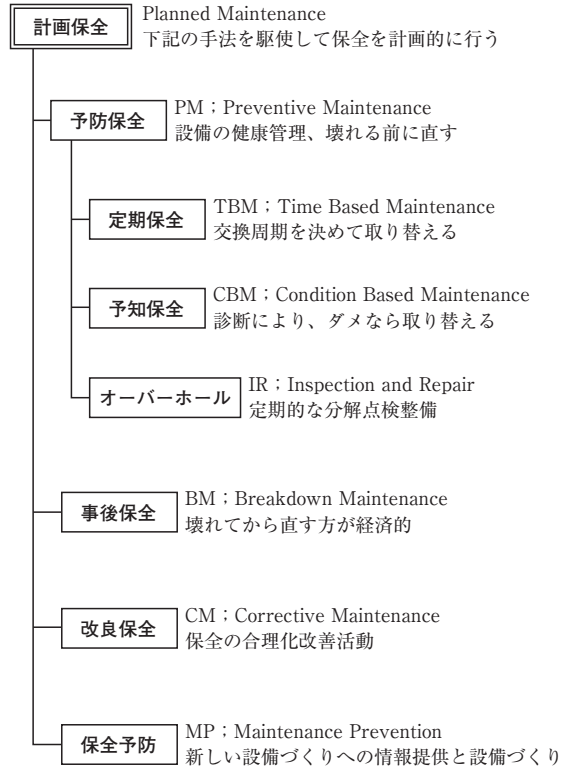 計画保全
Planned Maintenance
下記の手法を駆使して保全を計画的に行う
予防保全
PM；Preventive Maintenance
設備の健康管理、壊れる前に直す
定期保全
TBM；Time Based Maintenance
交換周期を決めて取り替える
予知保全
CBM；Condition Based Maintenance
診断により、ダメなら取り替える
オーバーホール
IR；Inspection and Repair
定期的な分解点検整備
事後保全
BM；Breakdown Maintenance
壊れてから直す方が経済的
改良保全
CM；Corrective Maintenance
保全の合理化改善活動
保全予防
MP；Maintenance Prevention
新しい設備づくりへの情報提供と設備づくり